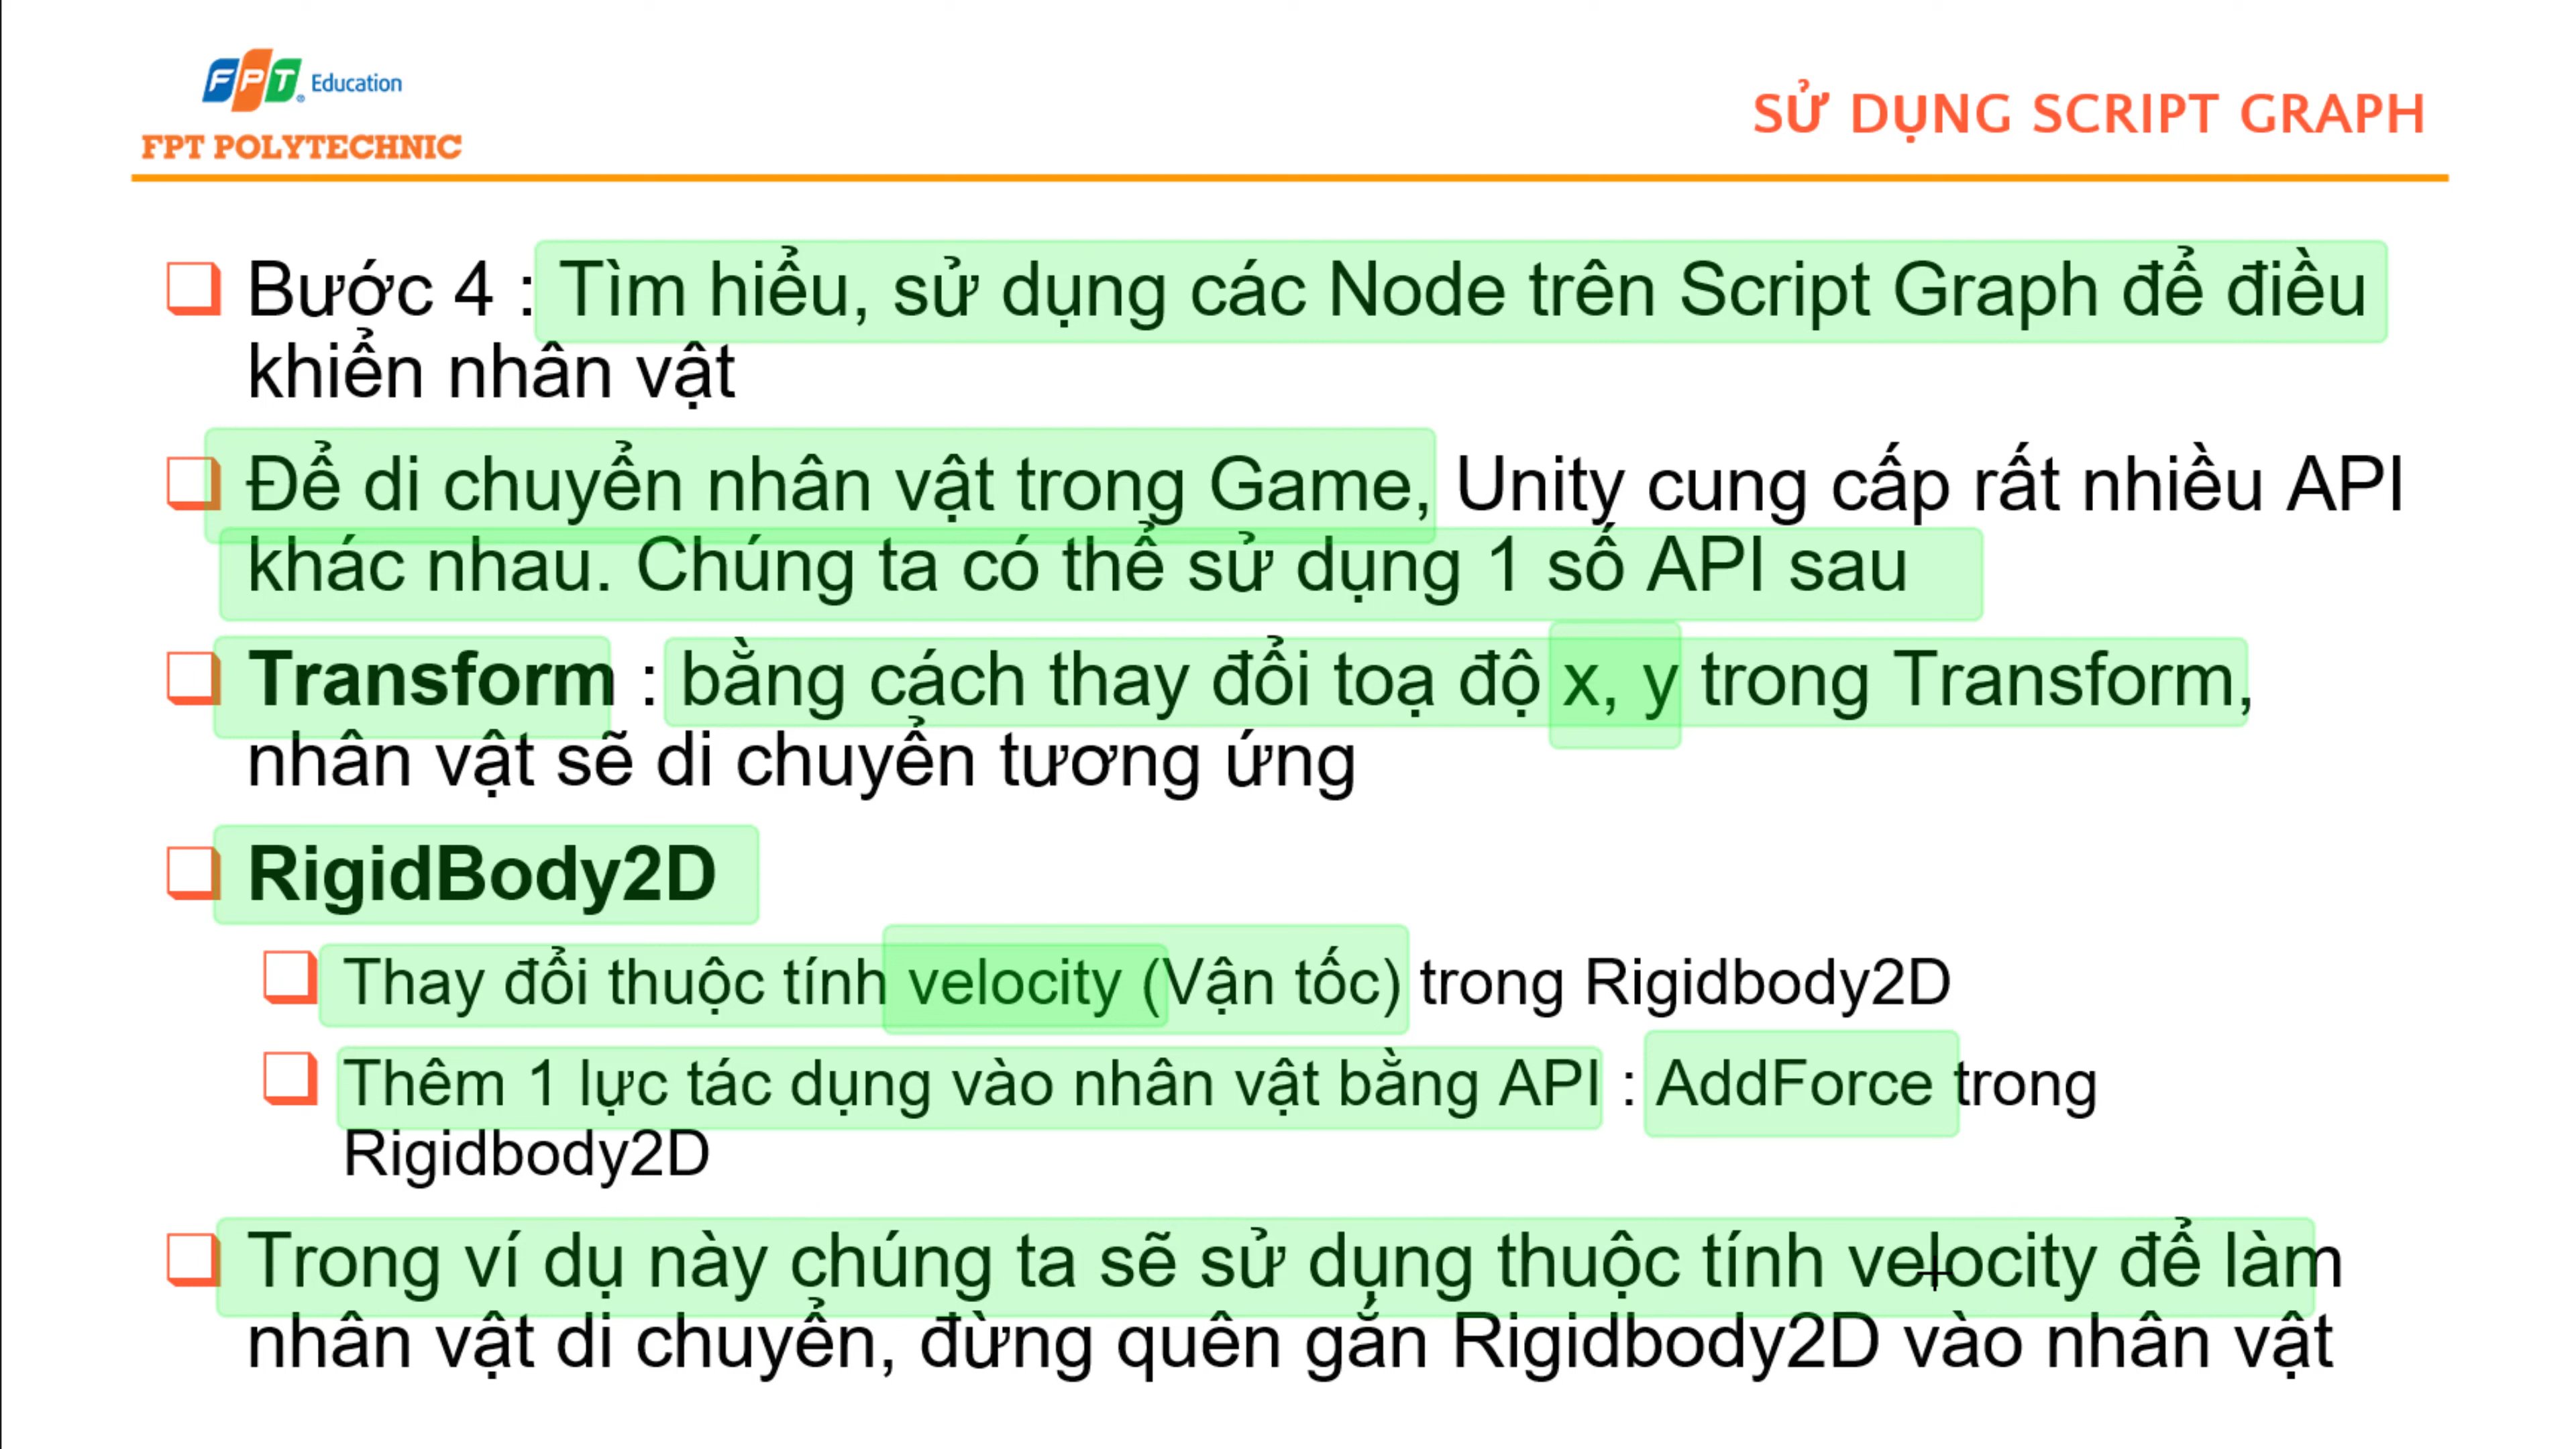 FPT Education
FPT POLYTECHNIC
SỬ DỤNG SCRIPT GRAPH
Bước 4 : Tìm hiểu, sử dụng các Node trên Script Graph để điều
khiển nhân vật
Để di chuyển nhân vật trong Game, Unity cung cấp rất nhiều API
khác nhau. Chúng ta có thể sử dụng 1 số API sau
Transform : bằng cách thay đổi toạ độ x, y trong Transform,
nhân vật sẽ di chuyển tương ứng
RigidBody2D
Thay đổi thuộc tính velocity (Vận tốc) trong Rigidbody2D
Thêm 1 lực tác dụng vào nhân vật bằng API : AddForce trong
Rigidbody2D
Trong ví dụ này chúng ta sẽ sử dụng thuộc tính velocity để làm
nhân vật di chuyển, đừng quên gắn Rigidbody2D vào nhân vật